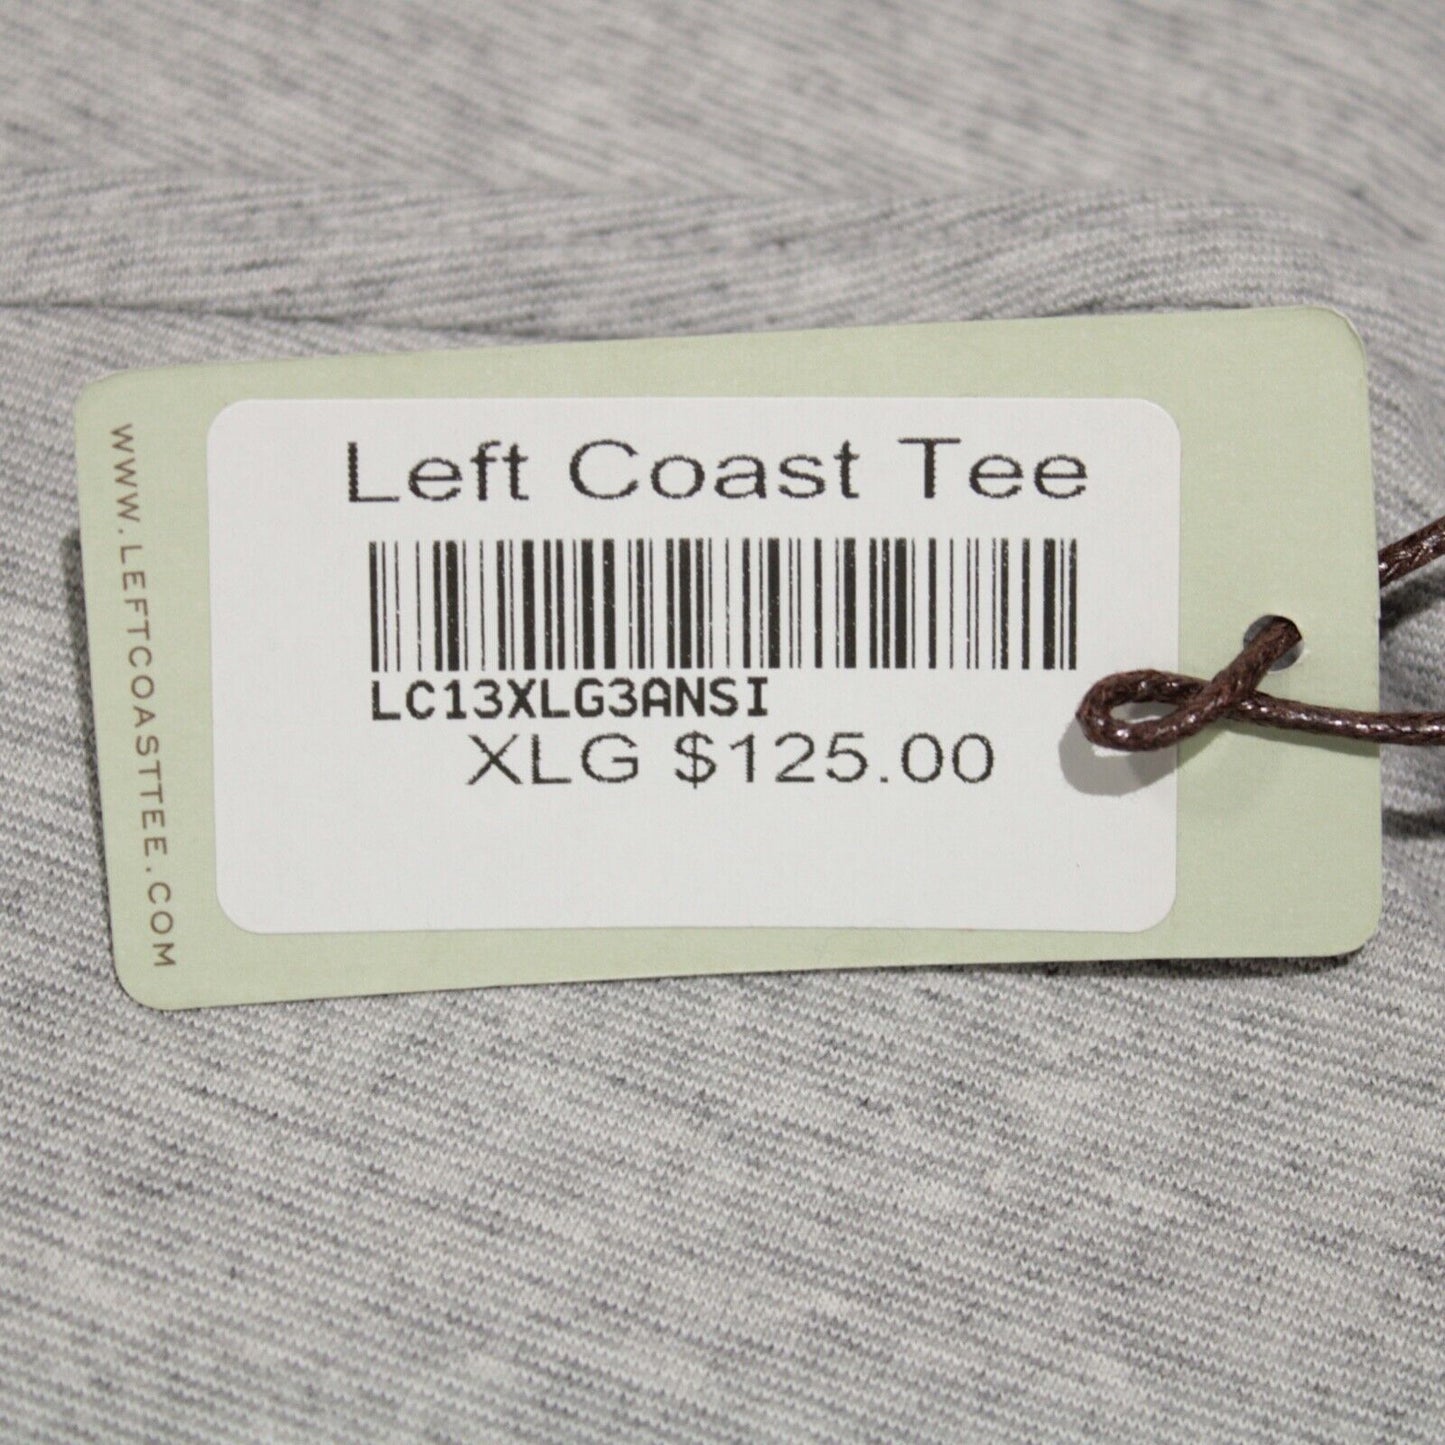 Left Coast Tee
LC13XLG3ANSI
XLG $125.00
WWW.LEFTCOASTTEE.COM